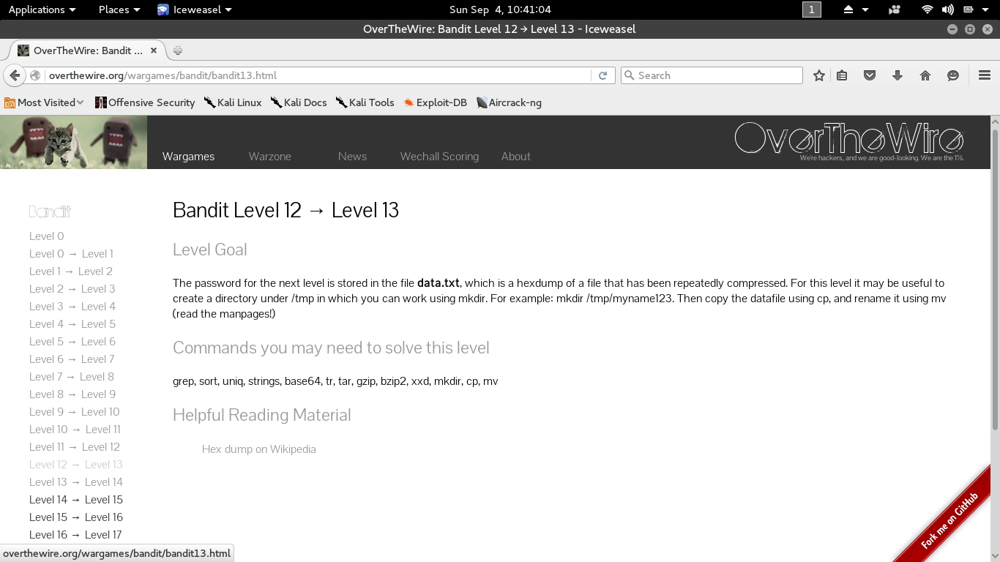 Applications Places Iceweasel Sun Sep 4, 10:41:04 1
OverTheWire: Bandit Level 12 → Level 13 - Iceweasel
OverTheWire: Bandit ...
overthewire.org/wargames/bandit/bandit13.html Search
Most Visited Offensive Security Kali Linux Kali Docs Kali Tools Exploit-DB Aircrack-ng
OverTheWire
We're hackers, and we are good-looking. We are the 1%.
Wargames Warzone News Wechall Scoring About
Bandit
Level 0
Level 0 → Level 1
Level 1 → Level 2
Level 2 → Level 3
Level 3 → Level 4
Level 4 → Level 5
Level 5 → Level 6
Level 6 → Level 7
Level 7 → Level 8
Level 8 → Level 9
Level 9 → Level 10
Level 10 → Level 11
Level 11 → Level 12
Level 12 → Level 13
Level 13 → Level 14
Level 14 → Level 15
Level 15 → Level 16
Level 16 → Level 17
Bandit Level 12 → Level 13
Level Goal
The password for the next level is stored in the file data.txt, which is a hexdump of a file that has been repeatedly compressed. For this level it may be useful to
create a directory under /tmp in which you can work using mkdir. For example: mkdir /tmp/myname123. Then copy the datafile using cp, and rename it using mv
(read the manpages!)
Commands you may need to solve this level
grep, sort, uniq, strings, base64, tr, tar, gzip, bzip2, xxd, mkdir, cp, mv
Helpful Reading Material
Hex dump on Wikipedia
Fork me on GitHub
overthewire.org/wargames/bandit/bandit13.html